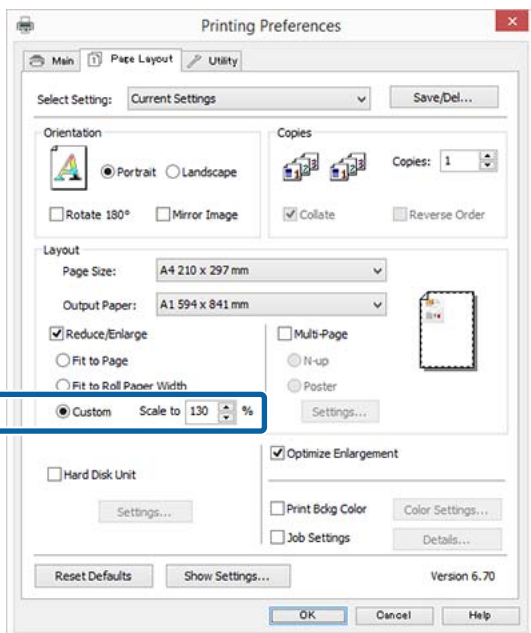 Printing Preferences
Main Page Layout Utility
Select Setting: Current Settings Save/Del...
Orientation
Portrait Landscape
Rotate 180° Mirror Image
Copies
Copies: 1
Collate Reverse Order
Layout
Page Size: A4 210 x 297 mm
Output Paper: A1 594 x 841 mm
Reduce/Enlarge
Fit to Page
Fit to Roll Paper Width
Custom Scale to 130 %
Multi-Page
N-up
Poster
Settings...
Optimize Enlargement
Hard Disk Unit
Settings...
Print Bdkg Color Color Settings...
Job Settings Details...
Reset Defaults Show Settings... Version 6.70
OK Cancel Help